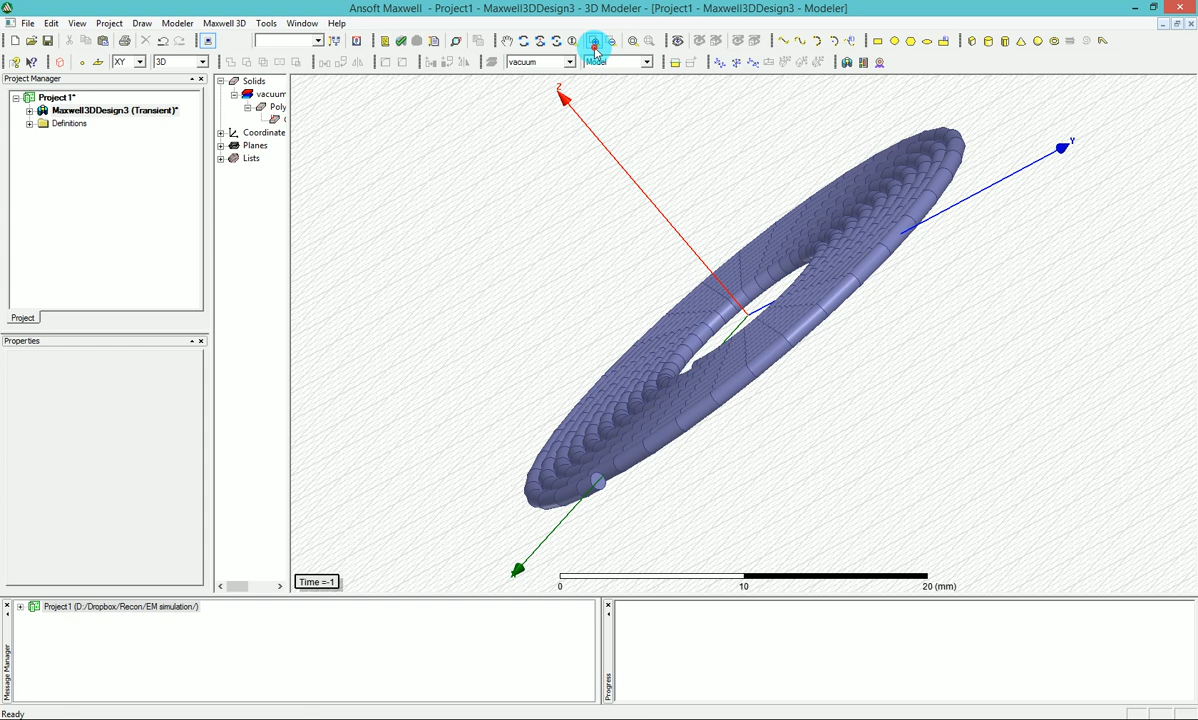 Ansoft Maxwell - Project1 - Maxwell3DDesign3 - 3D Modeler - [Project1 - Maxwell3DDesign3 - Modeler]
File Edit View Project Draw Modeler Maxwell 3D Tools Window Help
XY 3D vacuum Model
Project Manager
Project1*
Maxwell3DDesign3 (Transient)*
Definitions
Project
Properties
Solids
vacuum
Poly
Coordinate
Planes
Lists
Z
Y
Time =-1
0 10 20 (mm)
Project1 (D:/Dropbox/Recon/EM simulation/)
Message Manager
Progress
Ready